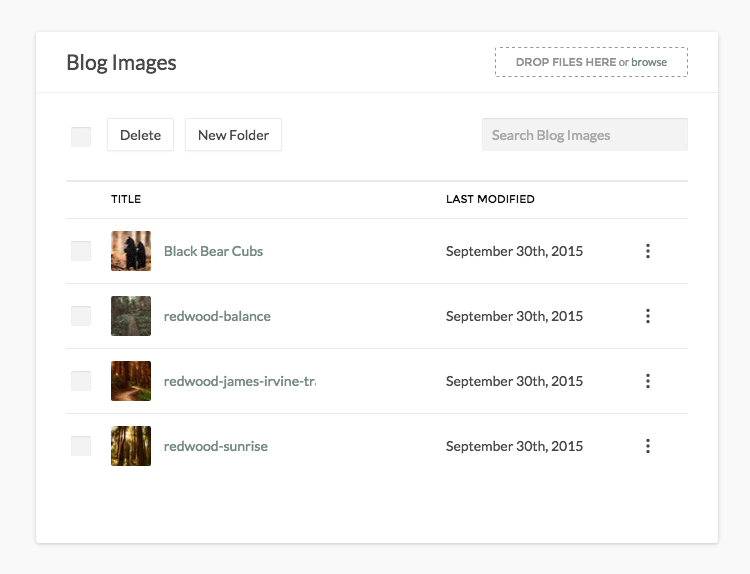 Blog Images
DROP FILES HERE or browse
Delete New Folder
Search Blog Images
TITLE LAST MODIFIED
Black Bear Cubs September 30th, 2015
redwood-balance September 30th, 2015
redwood-james-irvine-tr September 30th, 2015
redwood-sunrise September 30th, 2015